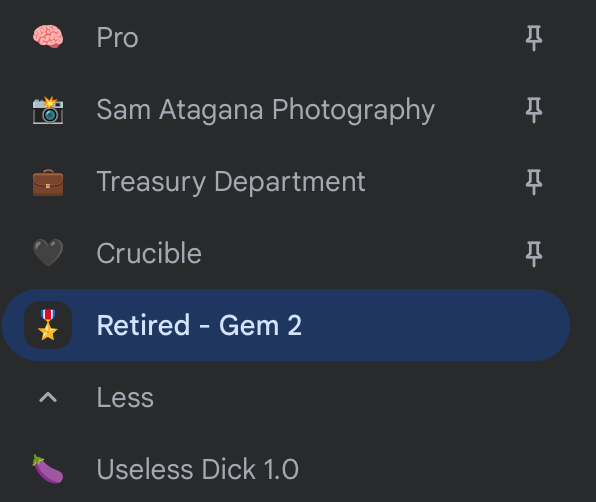 Pro
Sam Atagana Photography
Treasury Department
Crucible
Retired - Gem 2
Less
Useless Dick 1.0